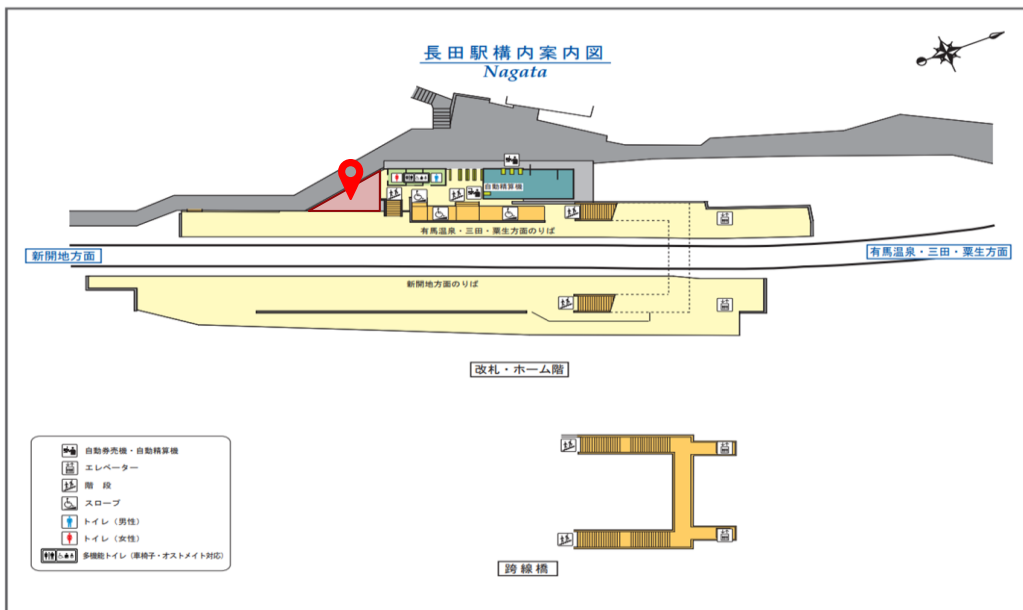 長田駅構内案内図
Nagata
自動精算機
有馬温泉・三田・粟生方面のりば
新開地方面
有馬温泉・三田・粟生方面
新開地方面のりば
改札・ホーム階
自動券売機・自動精算機
エレベーター
階 段
スロープ
トイレ（男性）
トイレ（女性）
多機能トイレ（車椅子・オストメイト対応）
跨線橋